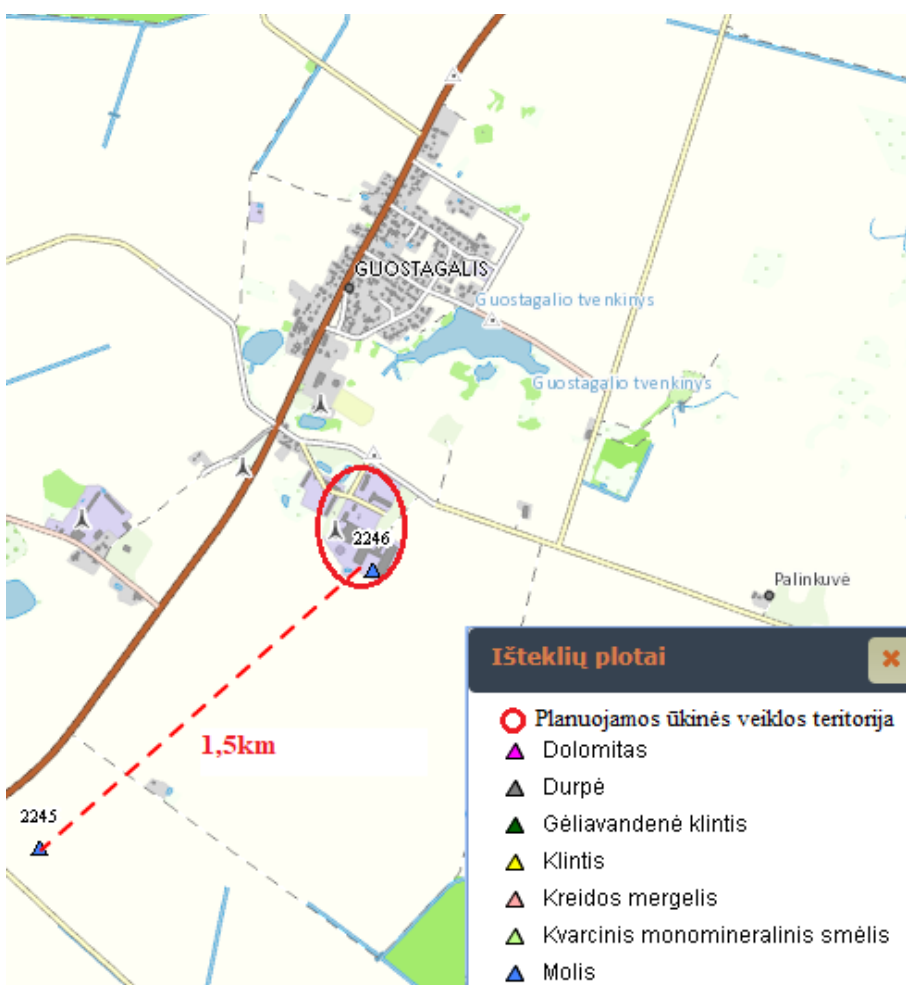 GUOSTAGALIS
Guostagalio tvenkinys
Guostagalio tvenkinys
2246
Palinkuvė
1,5km
2245
Išteklių plotai
Planuojamos ūkinės veiklos teritorija
Dolomitas
Durpė
Gėliavandenė klintis
Klintis
Kreidos mergelis
Kvarcinis monomineralinis smėlis
Molis